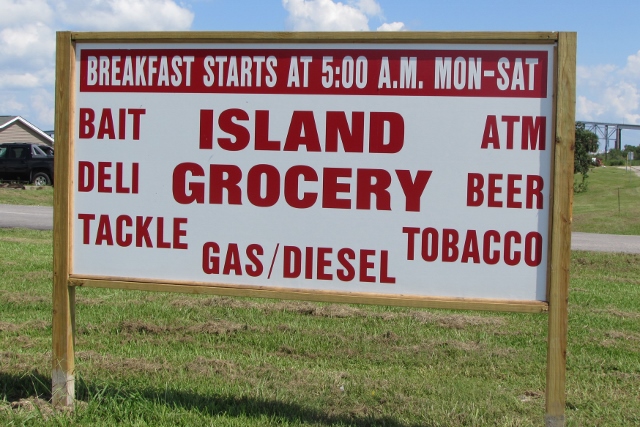 BREAKFAST STARTS AT 5:00 A.M. MON-SAT
BAIT ISLAND ATM
DELI GROCERY BEER
TACKLE GAS/DIESEL TOBACCO